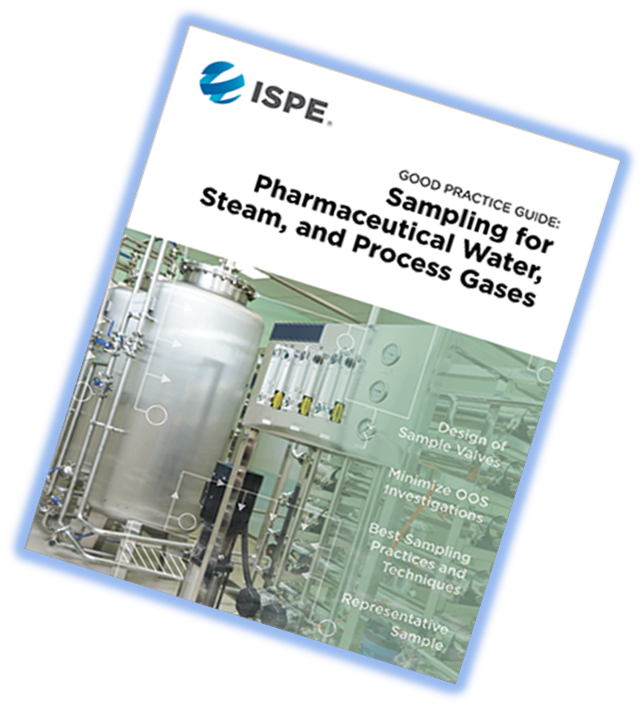 ISPE®
GOOD PRACTICE GUIDE:
Sampling for
Pharmaceutical Water,
Steam, and Process Gases
Design of
Sample Valves
Minimize OOS
Investigations
Best Sampling
Practices and
Techniques
Representative
Sample